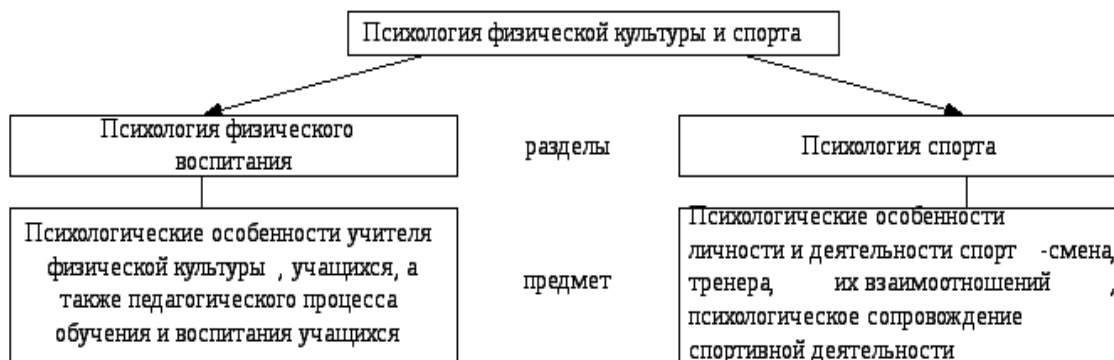 Психология физической культуры и спорта
Психология физического
воспитания
разделы
Психология спорта
Психологические особенности учителя
физической культуры , учащихся, а
также педагогического процесса
обучения и воспитания учащихся
предмет
Психологические особенности
личности и деятельности спорт -смена,
тренера, их взаимоотношений ,
психологическое сопровождение
спортивной деятельности